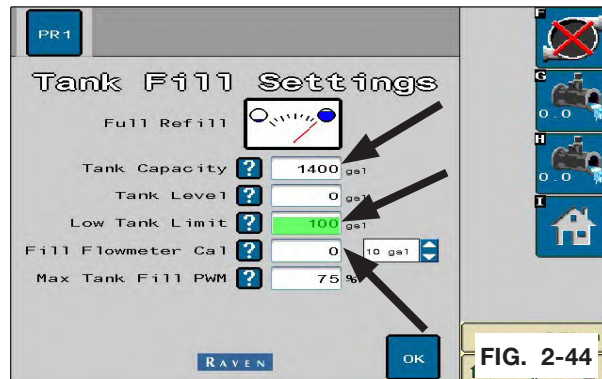 PR1
F
Tank Fill Settings
G
Full Refill
0.0
H
Tank Capacity ? 1400 gal
0.0
Tank Level ? 0 gal
I
Low Tank Limit ? 100 gal
Fill Flowmeter Cal ? 0 10 gal
Max Tank Fill PWM ? 75 %
RAVEN
OK
FIG. 2-44